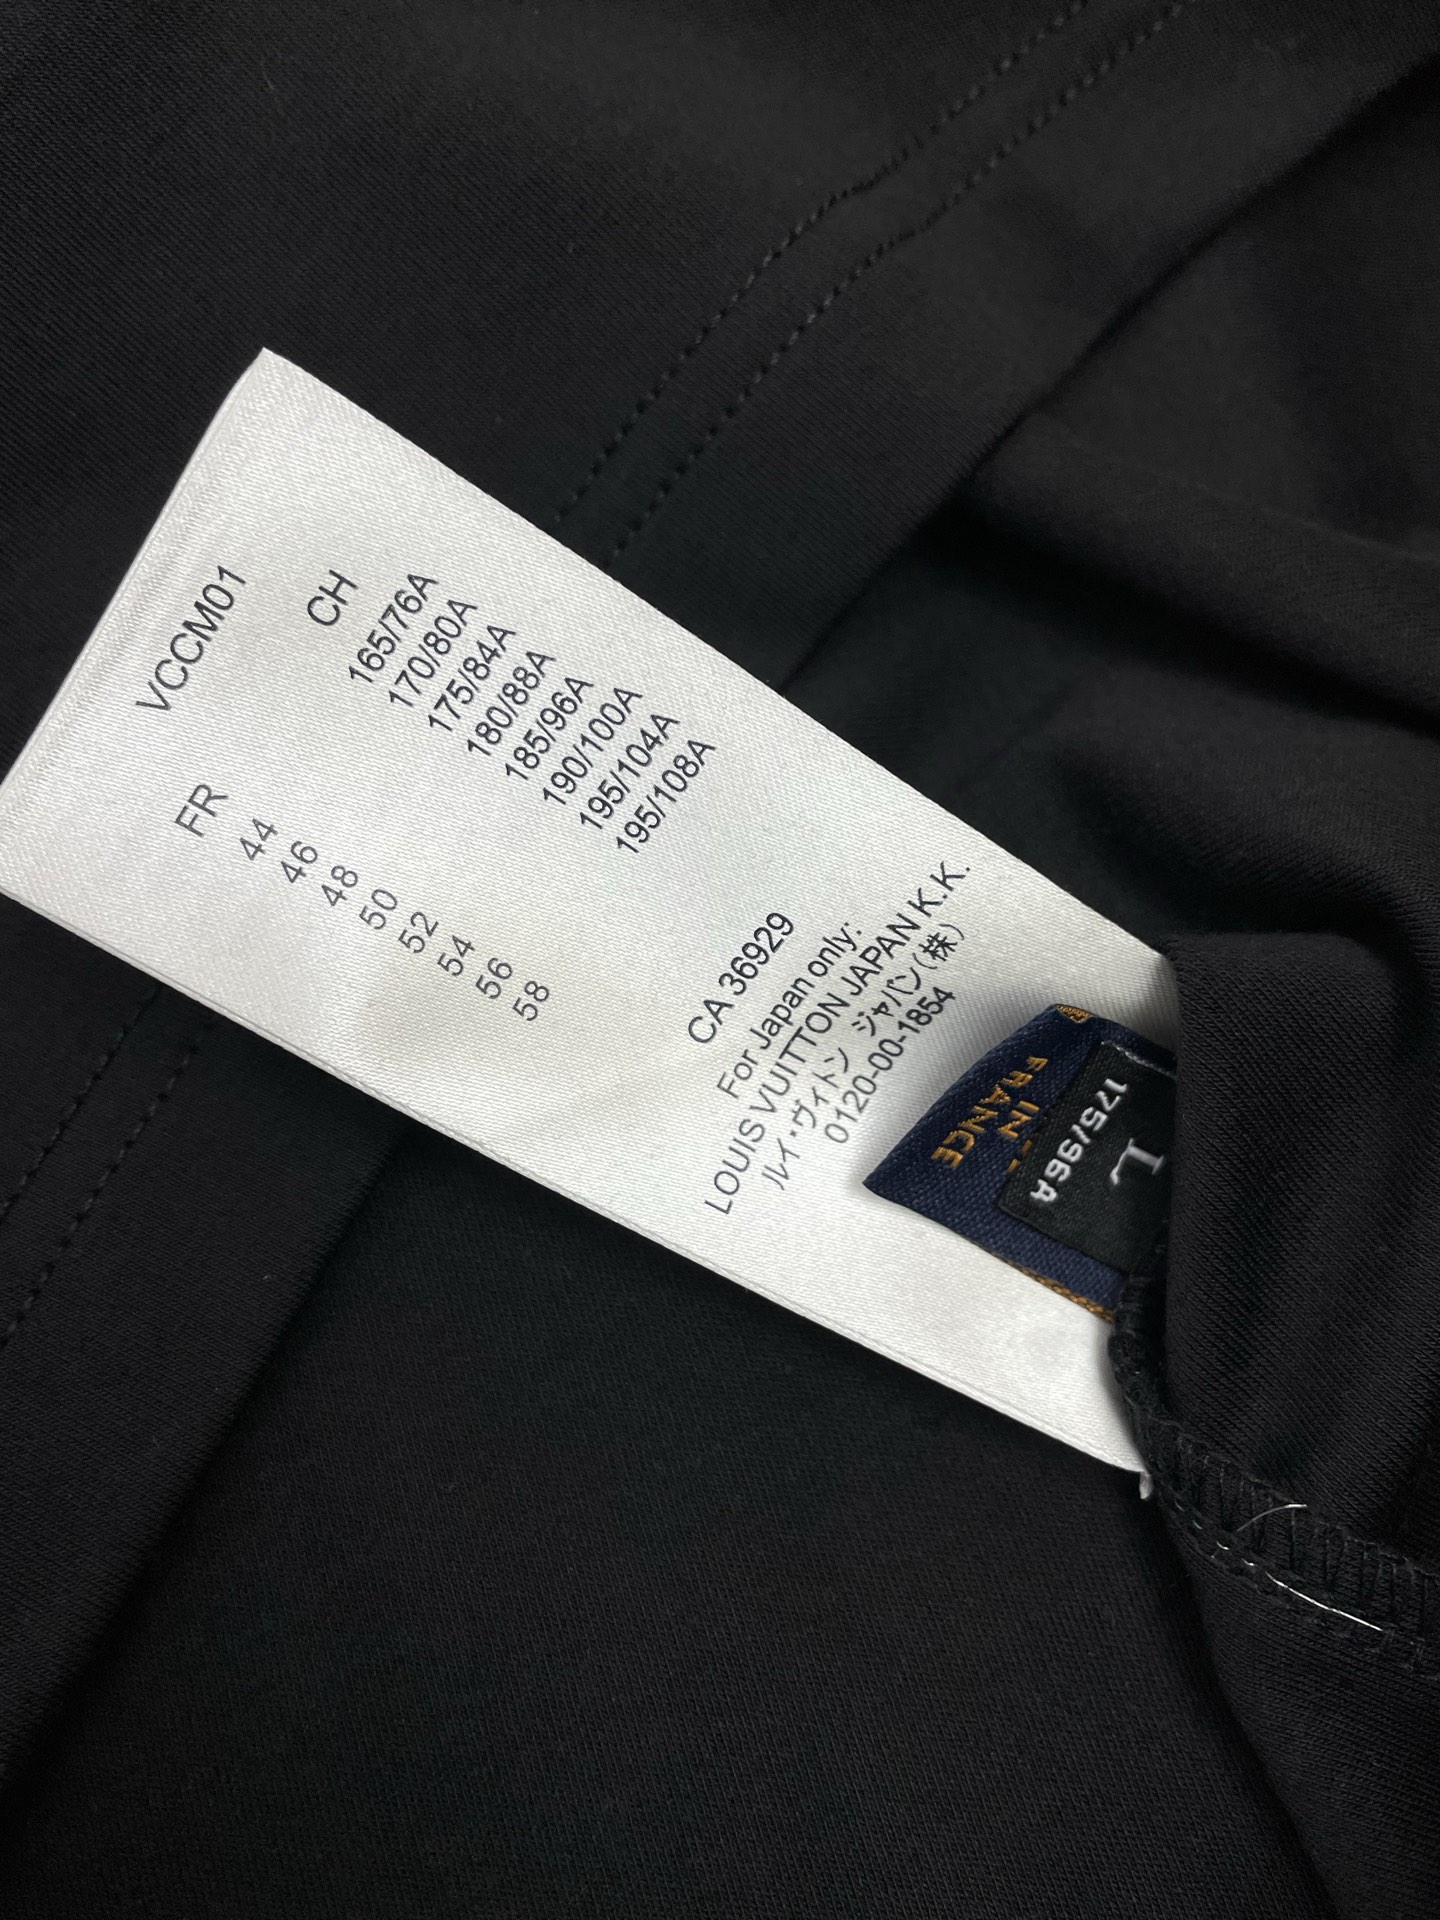 VCCM01
FR CH
44 165/76A
46 170/80A
48 175/84A
50 180/88A
52 185/96A
54 190/100A
56 195/104A
58 195/108A
CA 36929
For Japan only:
LOUIS VUITTON JAPAN K.K.
ルイ・ヴィトン ジャパン(株)
0120-00-1854
IN
FRANCE
L
175/96A